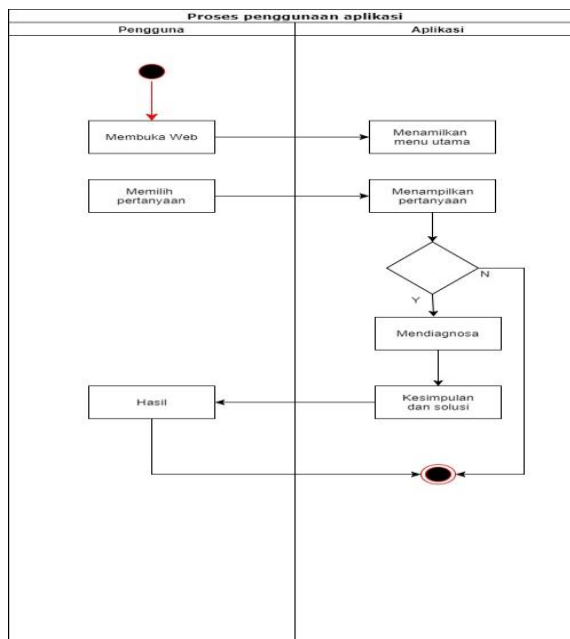 Proses penggunaan aplikasi
Pengguna
Aplikasi
Membuka Web
Menamilkan
menu utama
Memilih
pertanyaan
Menampilkan
pertanyaan
N
Y
Mendiagnosa
Hasil
Kesimpulan
dan solusi